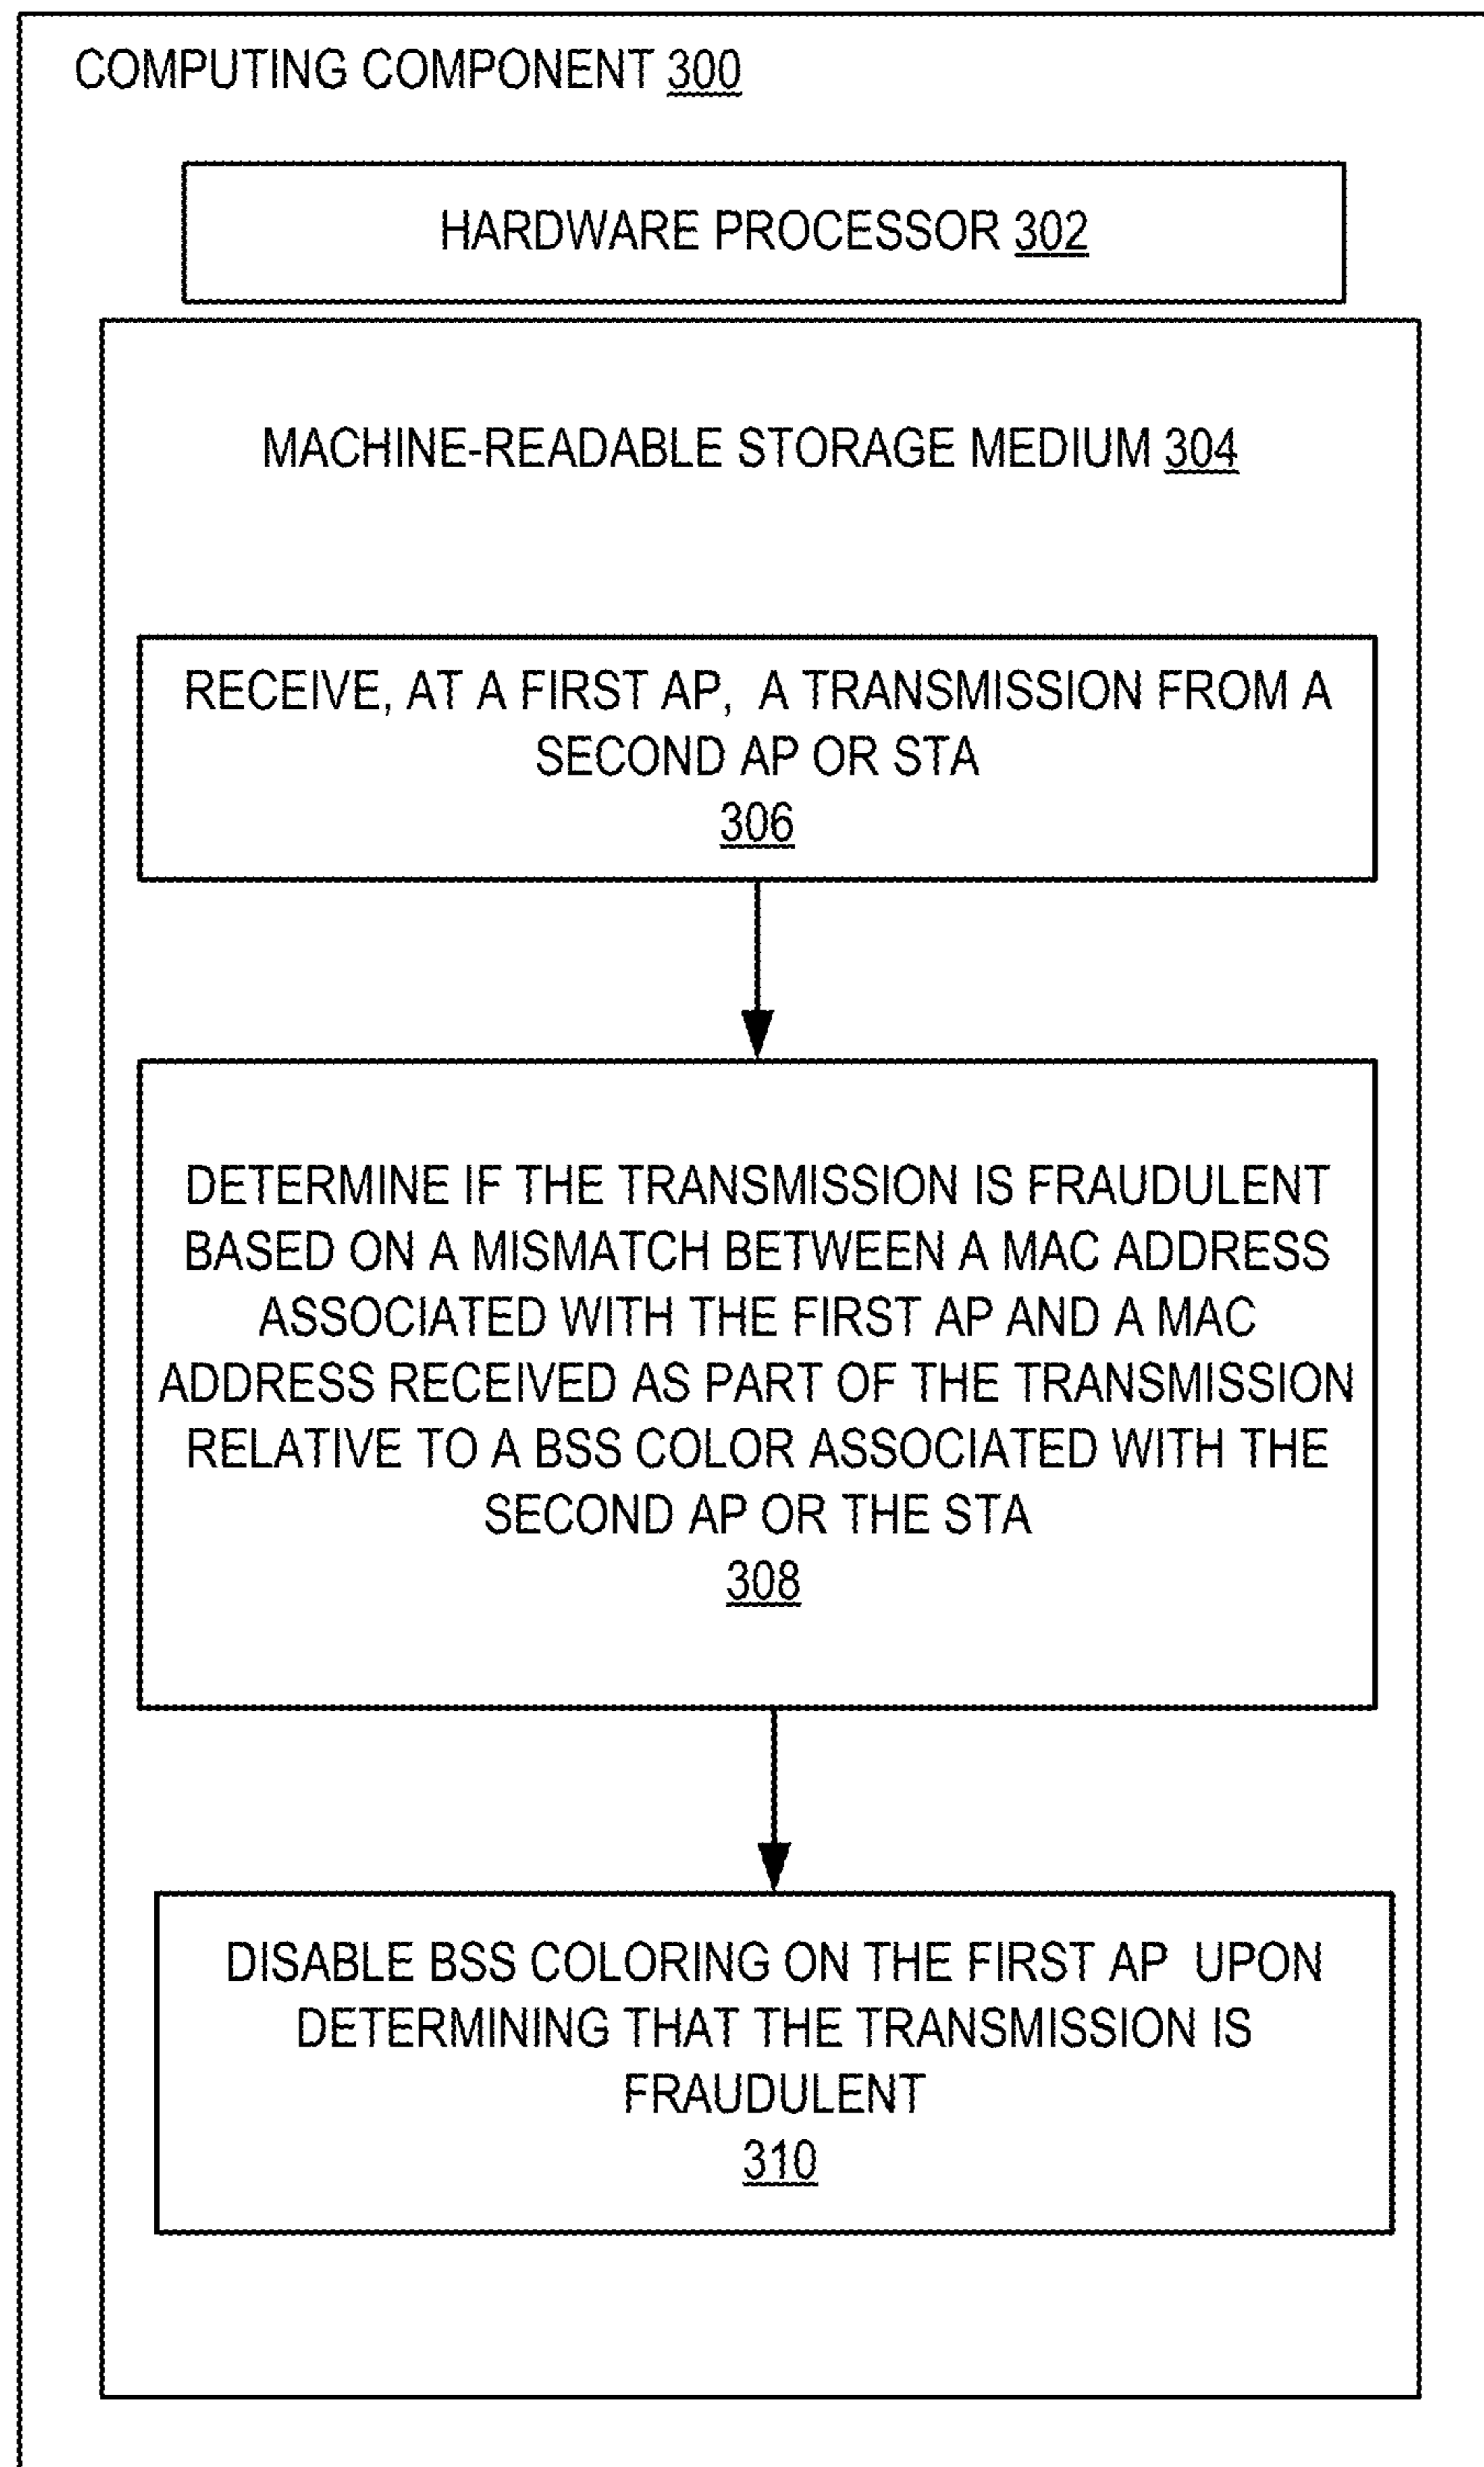 COMPUTING COMPONENT 300
HARDWARE PROCESSOR 302
MACHINE-READABLE STORAGE MEDIUM 304
RECEIVE, AT A FIRST AP, A TRANSMISSION FROM A
SECOND AP OR STA
306
DETERMINE IF THE TRANSMISSION IS FRAUDULENT
BASED ON A MISMATCH BETWEEN A MAC ADDRESS
ASSOCIATED WITH THE FIRST AP AND A MAC
ADDRESS RECEIVED AS PART OF THE TRANSMISSION
RELATIVE TO A BSS COLOR ASSOCIATED WITH THE
SECOND AP OR THE STA
308
DISABLE BSS COLORING ON THE FIRST AP UPON
DETERMINING THAT THE TRANSMISSION IS
FRAUDULENT
310